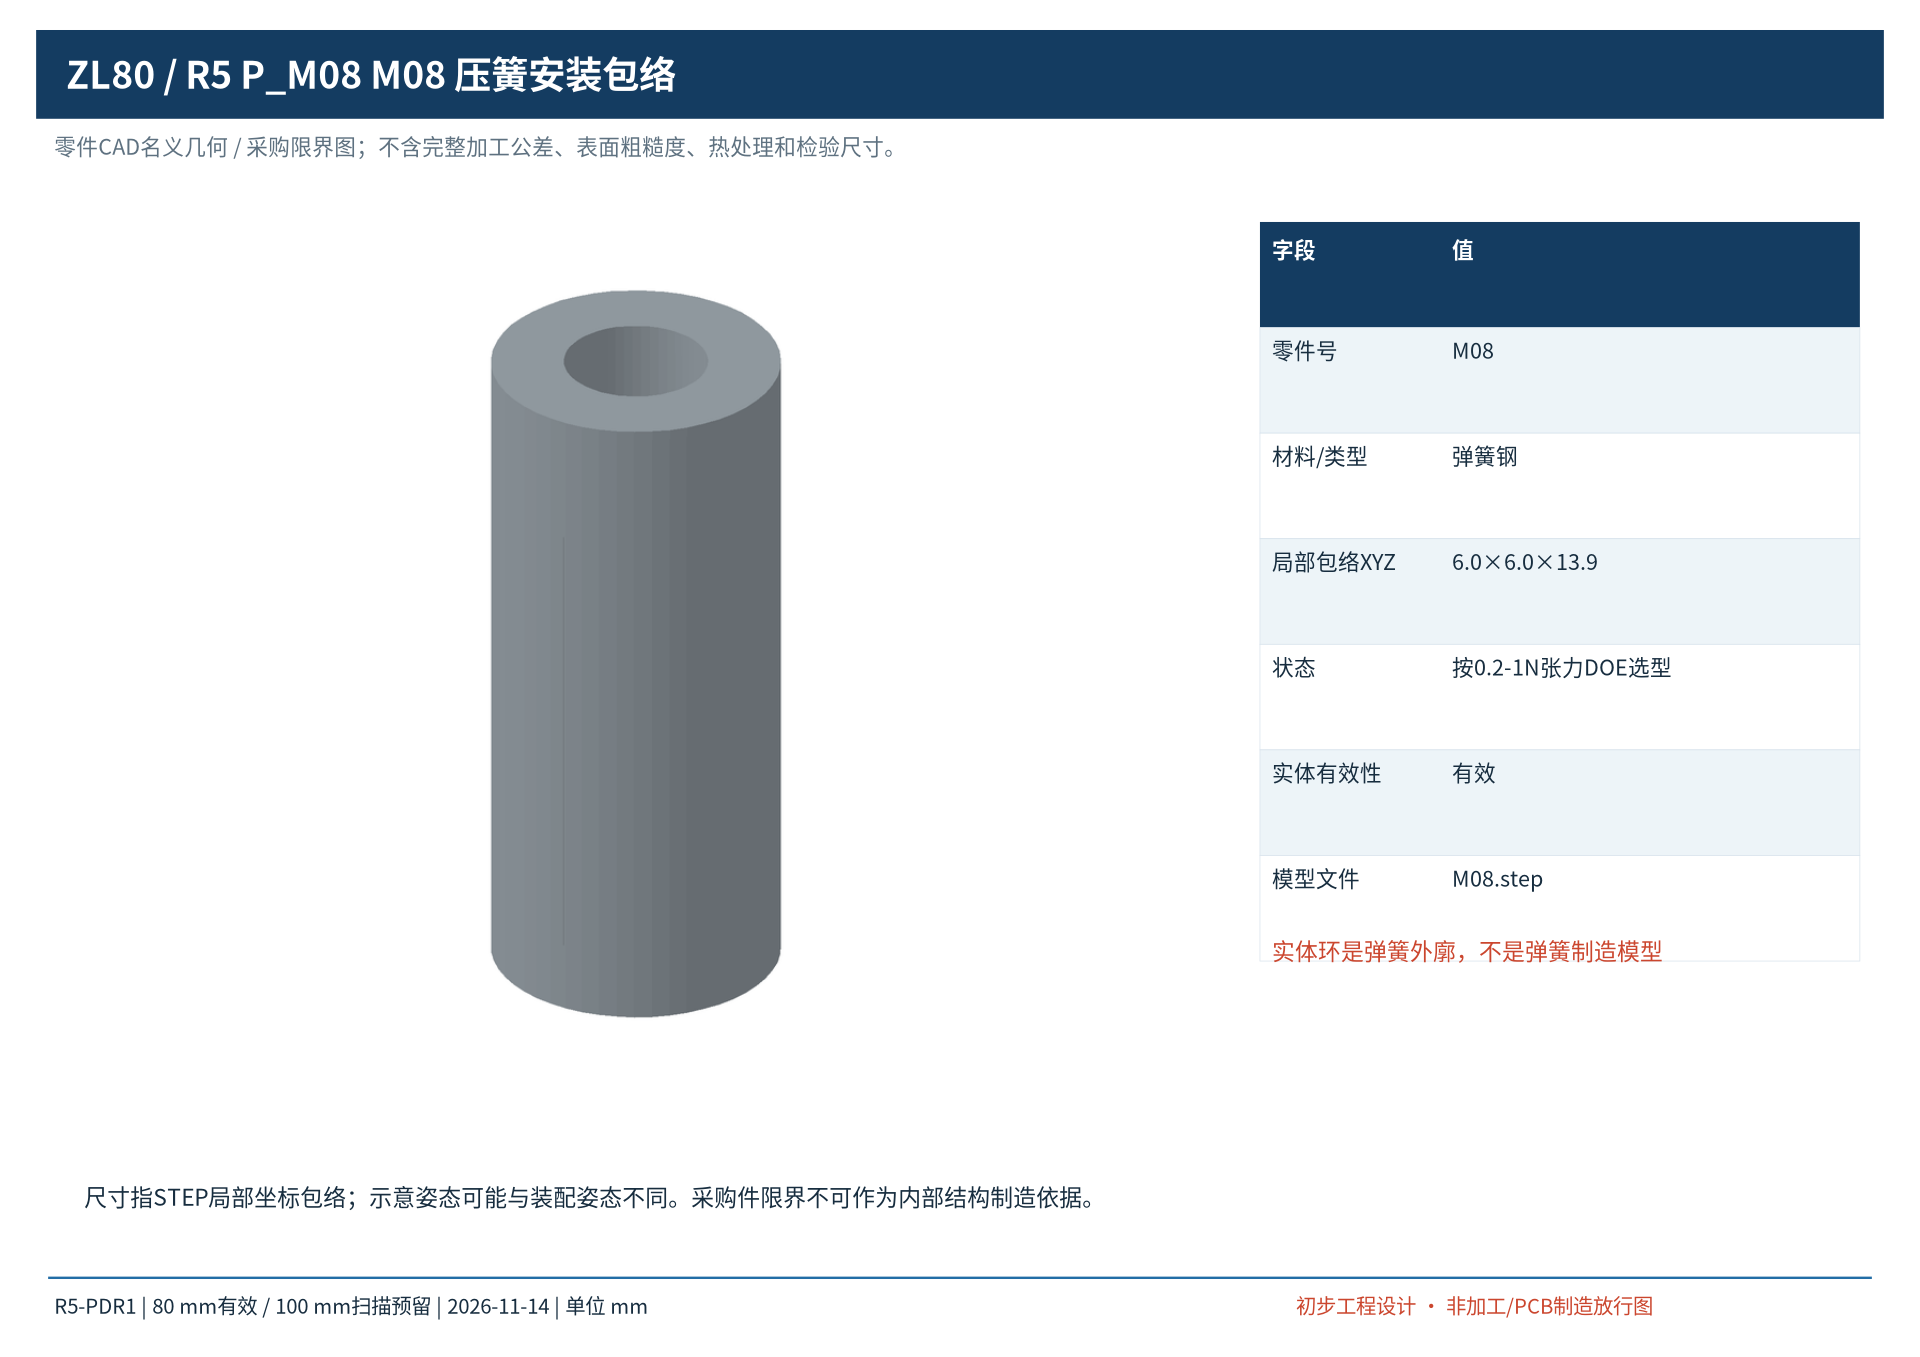 ZL80 / R5 P_M08 M08 压簧安装包络
零件CAD名义几何 / 采购限界图；不含完整加工公差、表面粗糙度、热处理和检验尺寸。
字段 值
零件号 M08
材料/类型 弹簧钢
局部包络XYZ 6.0×6.0×13.9
状态 按0.2-1N张力DOE选型
实体有效性 有效
模型文件 M08.step
实体环是弹簧外廓，不是弹簧制造模型
尺寸指STEP局部坐标包络；示意姿态可能与装配姿态不同。采购件限界不可作为内部结构制造依据。
R5-PDR1 | 80 mm有效 / 100 mm扫描预留 | 2026-11-14 | 单位 mm
初步工程设计 · 非加工/PCB制造放行图